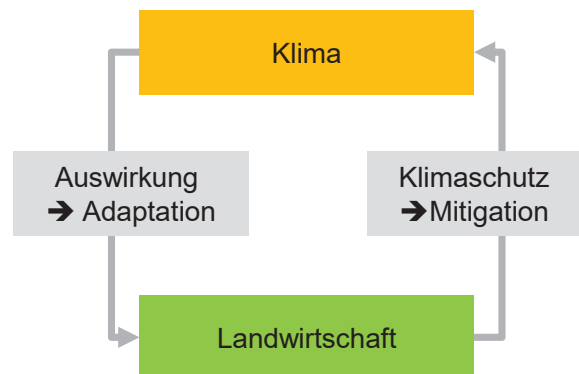 Klima
Auswirkung
➔ Adaptation
Klimaschutz
➔Mitigation
Landwirtschaft